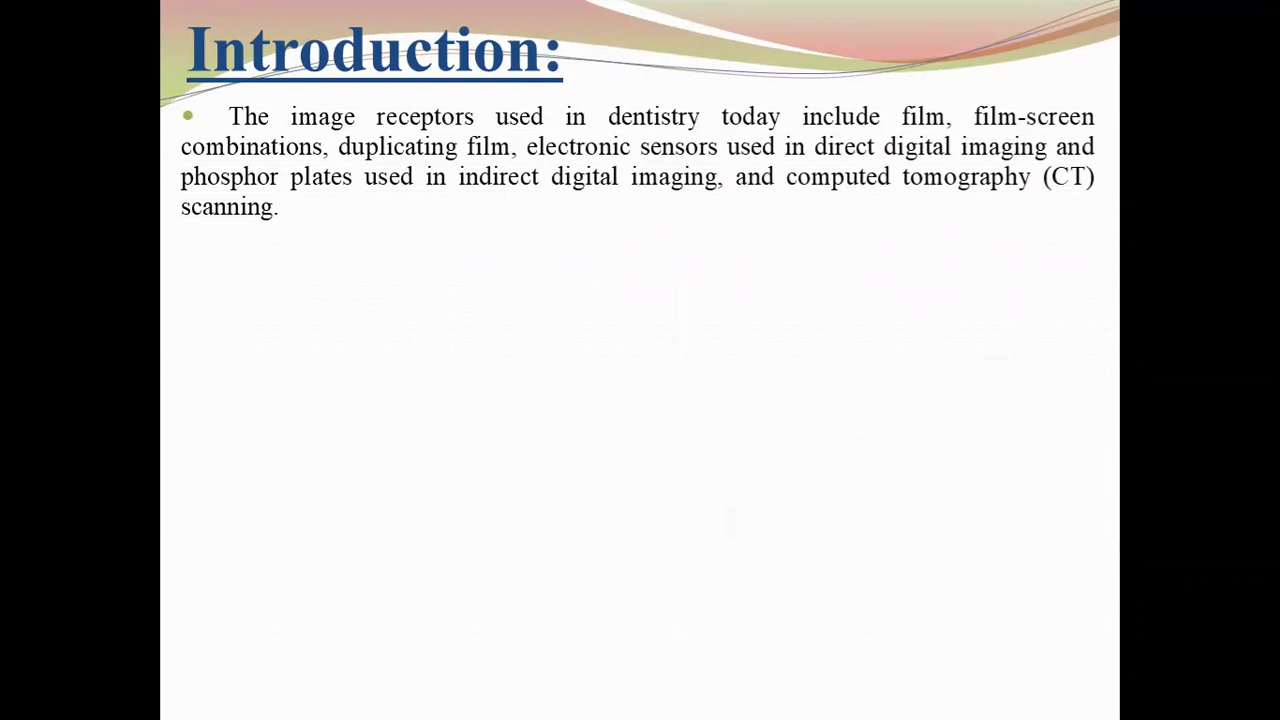 Introduction:
• The image receptors used in dentistry today include film, film-screen
combinations, duplicating film, electronic sensors used in direct digital imaging and
phosphor plates used in indirect digital imaging, and computed tomography (CT)
scanning.